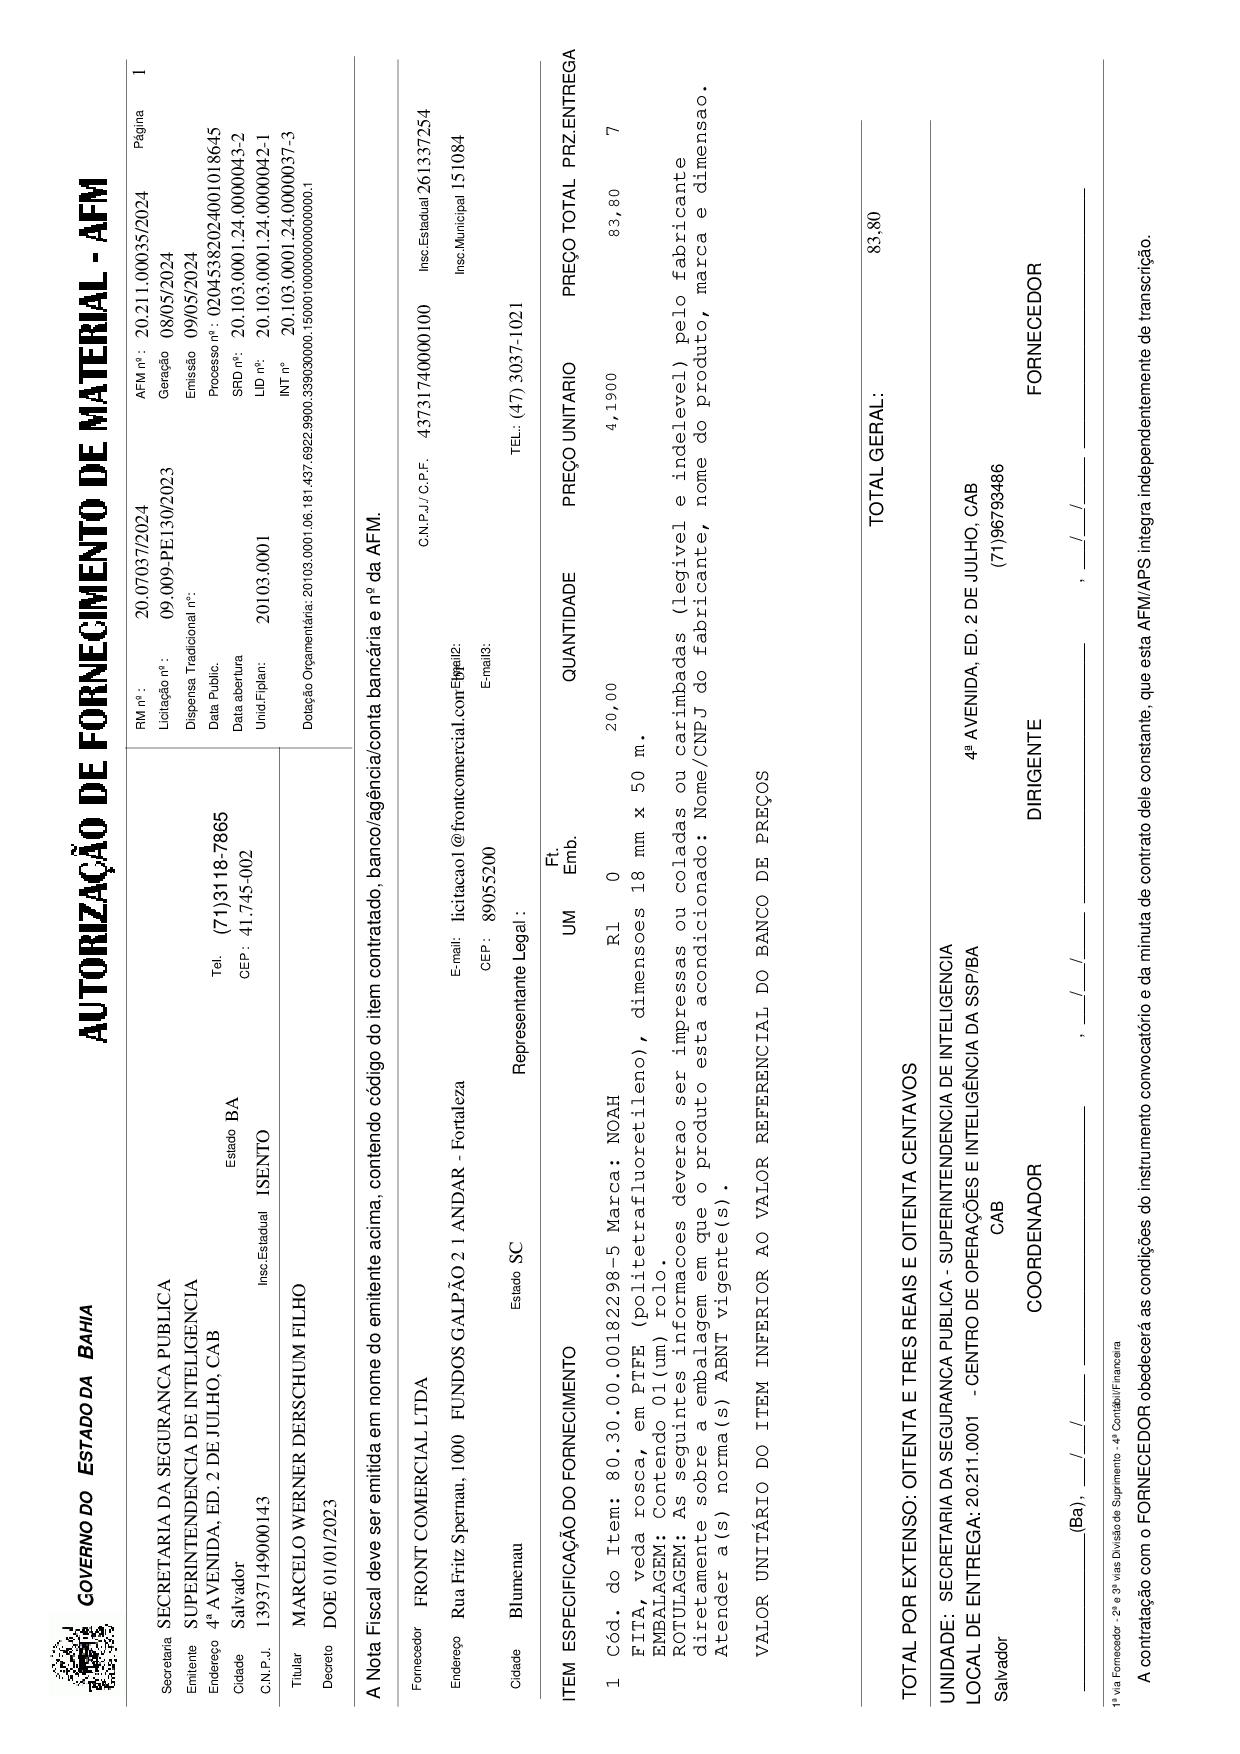 GOVERNO DO ESTADO DA BAHIA
AUTORIZAÇÃO DE FORNECIMENTO DE MATERIAL - AFM
Secretaria SECRETARIA DA SEGURANCA PUBLICA
Emitente SUPERINTENDENCIA DE INTELIGENCIA
Endereço 4ª AVENIDA, ED. 2 DE JULHO, CAB Tel. (71)3118-7865
Cidade Salvador Estado BA CEP : 41.745-002
C.N.P.J. 13937149000143 Insc.Estadual ISENTO
Titular MARCELO WERNER DERSCHUM FILHO
Decreto DOE 01/01/2023
RM nº : 20.07037/2024 AFM nº : 20.211.00035/2024 Página 1
Licitação nº : 09.009-PE130/2023 Geração 08/05/2024
Dispensa Tradicional nº: Emissão 09/05/2024
Data Public. Processo nº : 02045382024001018645
Data abertura SRD nº: 20.103.0001.24.0000043-2
Unid.Fiplan: 20103.0001 LID nº: 20.103.0001.24.0000042-1
INT nº 20.103.0001.24.0000037-3
Dotação Orçamentária: 20103.0001.06.181.437.6922.9900.339030000.1500010000000000000.1
A Nota Fiscal deve ser emitida em nome do emitente acima, contendo código do item contratado, banco/agência/conta bancária e nº da AFM.
Fornecedor FRONT COMERCIAL LTDA C.N.P.J./ C.P.F. 43731740000100 Insc.Estadual 261337254
Endereço Rua Fritz Spernau, 1000 FUNDOS GALPÃO 2 1 ANDAR - Fortaleza E-mail: licitacao1@frontcomercial.com.br E-mail2: Insc.Municipal 151084
CEP : 89055200 E-mail3:
Cidade Blumenau Estado SC Representante Legal : TEL.: (47) 3037-1021
ITEM ESPECIFICAÇÃO DO FORNECIMENTO UM Ft. Emb. QUANTIDADE PREÇO UNITARIO PREÇO TOTAL PRZ.ENTREGA
1 Cód. do Item: 80.30.00.00182298-5 Marca: NOAH Rl 0 20,00 4,1900 83,80 7
FITA, veda rosca, em PTFE (politetrafluoretileno), dimensoes 18 mm x 50 m.
EMBALAGEM: Contendo 01(um) rolo.
ROTULAGEM: As seguintes informacoes deverao ser impressas ou coladas ou carimbadas (legivel e indelevel) pelo fabricante
diretamente sobre a embalagem em que o produto esta acondicionado: Nome/CNPJ do fabricante, nome do produto, marca e dimensao.
Atender a(s) norma(s) ABNT vigente(s).
VALOR UNITÁRIO DO ITEM INFERIOR AO VALOR REFERENCIAL DO BANCO DE PREÇOS
TOTAL GERAL: 83,80
TOTAL POR EXTENSO: OITENTA E TRES REAIS E OITENTA CENTAVOS
UNIDADE: SECRETARIA DA SEGURANCA PUBLICA - SUPERINTENDENCIA DE INTELIGENCIA
LOCAL DE ENTREGA: 20.211.0001 - CENTRO DE OPERAÇÕES E INTELIGÊNCIA DA SSP/BA 4ª AVENIDA, ED. 2 DE JULHO, CAB
Salvador CAB (71)96793486
COORDENADOR DIRIGENTE FORNECEDOR
____________(Ba), ___/___/___ ____________ , ___/___/___ ____________ , ___/___/___ ____________
1ª via Fornecedor - 2ª e 3ª vias Divisão de Suprimento - 4ª Contábil/Financeira
A contratação com o FORNECEDOR obedecerá as condições do instrumento convocatório e da minuta de contrato dele constante, que esta AFM/APS integra independentemente de transcrição.